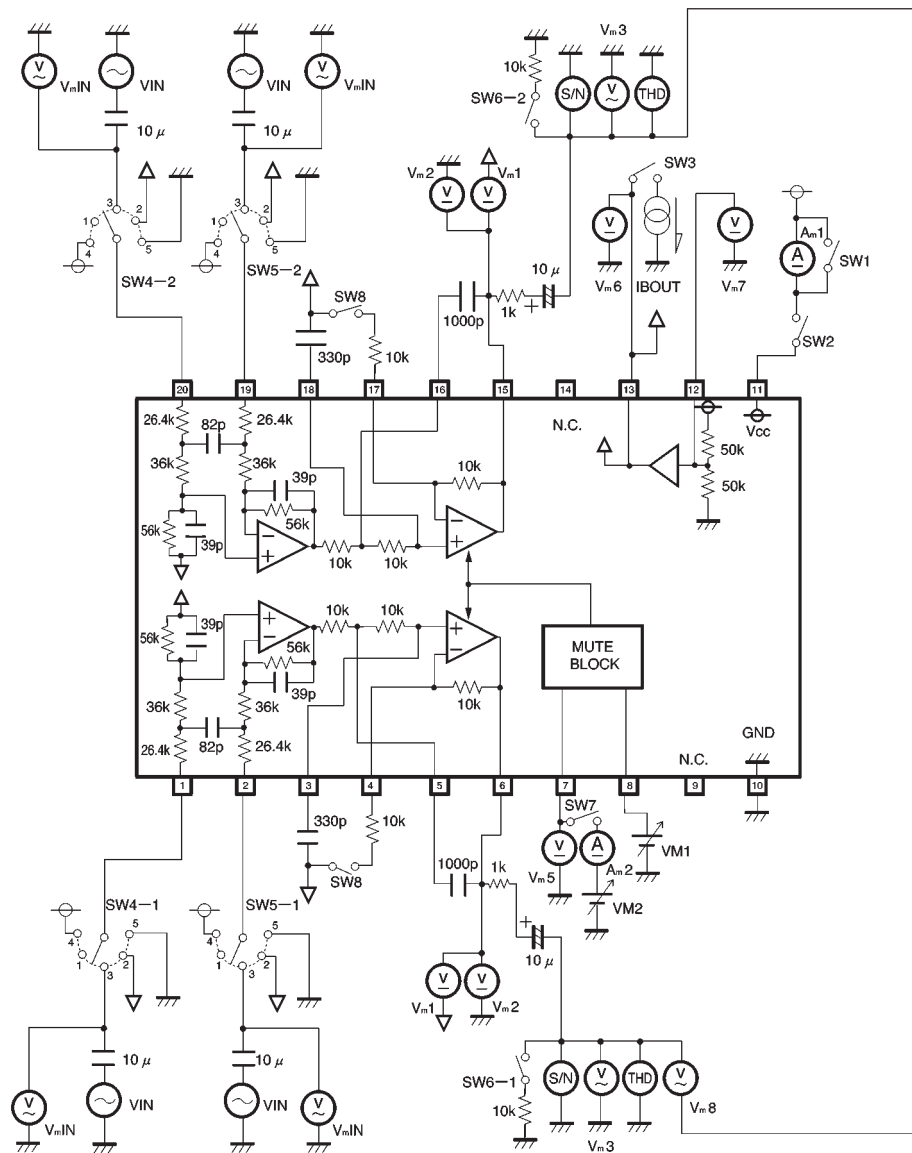 Vm3
10k
SW6-2
S/N
V
~
THD
V
~
VmIN
VIN
10 μ
V
~
VIN
VmIN
10 μ
3
1
2
4
5
SW4-2
3
1
2
4
5
SW5-2
Vm2
V
Vm1
V
SW3
V
Vm6
IBOUT
V
Vm7
Am1
A
SW1
SW2
10 μ
+
1k
1000p
SW8
330p
10k
20
19
18
17
16
15
14
13
12
11
N.C.
Vcc
26.4k
82p
26.4k
36k
36k
39p
56k
56k
39p
−
+
10k
10k
10k
−
+
50k
50k
56k
39p
+
−
56k
39p
10k
10k
+
−
10k
MUTE
BLOCK
36k
36k
82p
26.4k
26.4k
N.C.
GND
1
2
3
4
5
6
7
8
9
10
330p
10k
SW8
1000p
1k
+
10 μ
SW7
V
Vm5
A
Am2
VM2
VM1
SW4-1
4
1
3
2
5
SW5-1
4
1
3
2
5
V
Vm1
V
Vm2
10 μ
V
~
VmIN
VIN
10 μ
VIN
V
~
VmIN
SW6-1
10k
S/N
V
~
THD
V
~
Vm3
Vm8